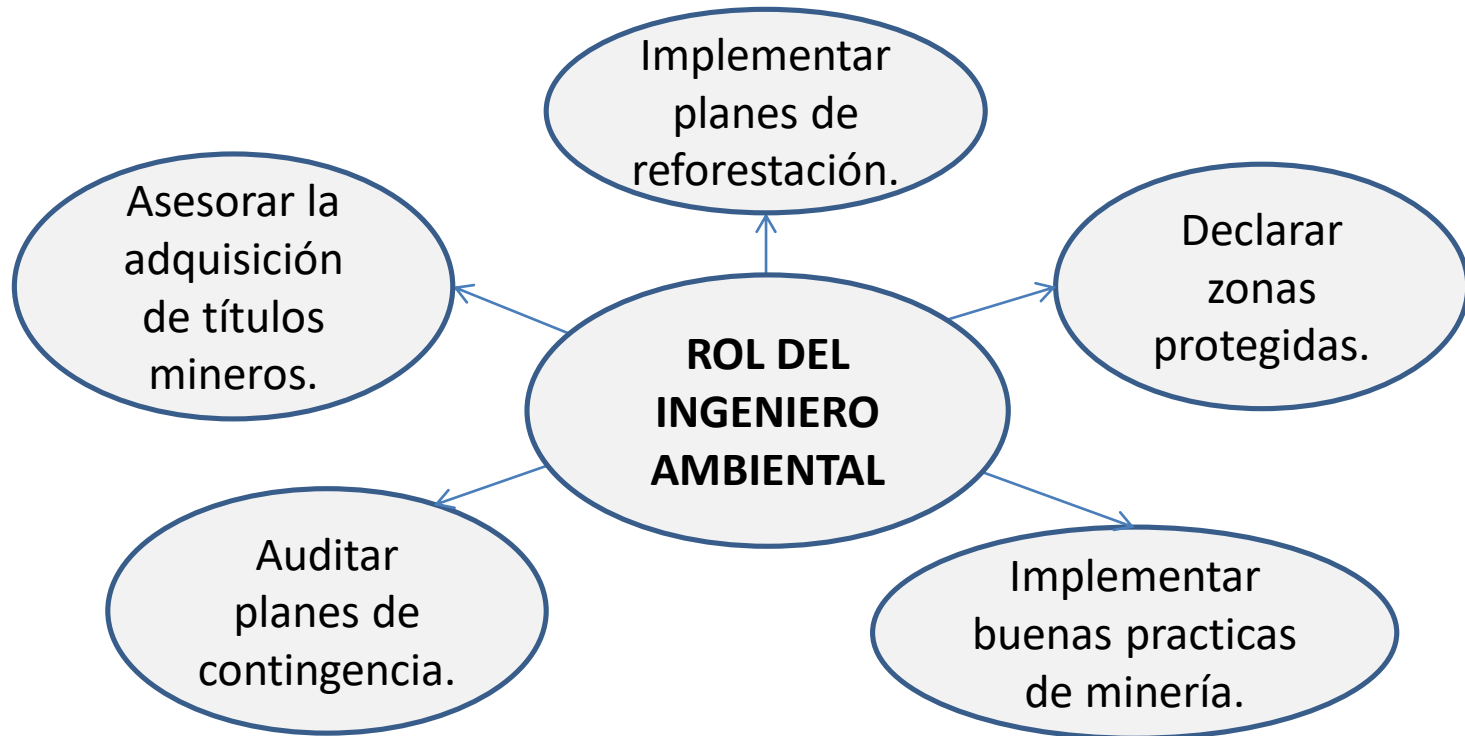 Implementar
planes de
reforestación.
Asesorar la
adquisición
de títulos
mineros.
Declarar
zonas
protegidas.
ROL DEL
INGENIERO
AMBIENTAL
Auditar
planes de
contingencia.
Implementar
buenas practicas
de minería.